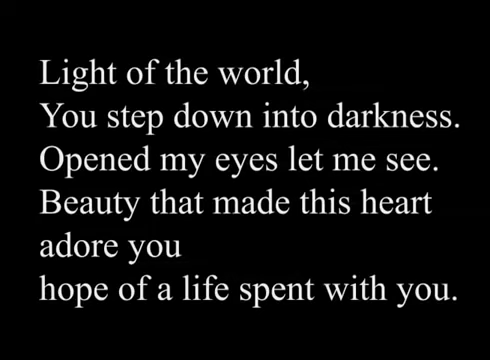 Light of the world,
You step down into darkness.
Opened my eyes let me see.
Beauty that made this heart
adore you
hope of a life spent with you.